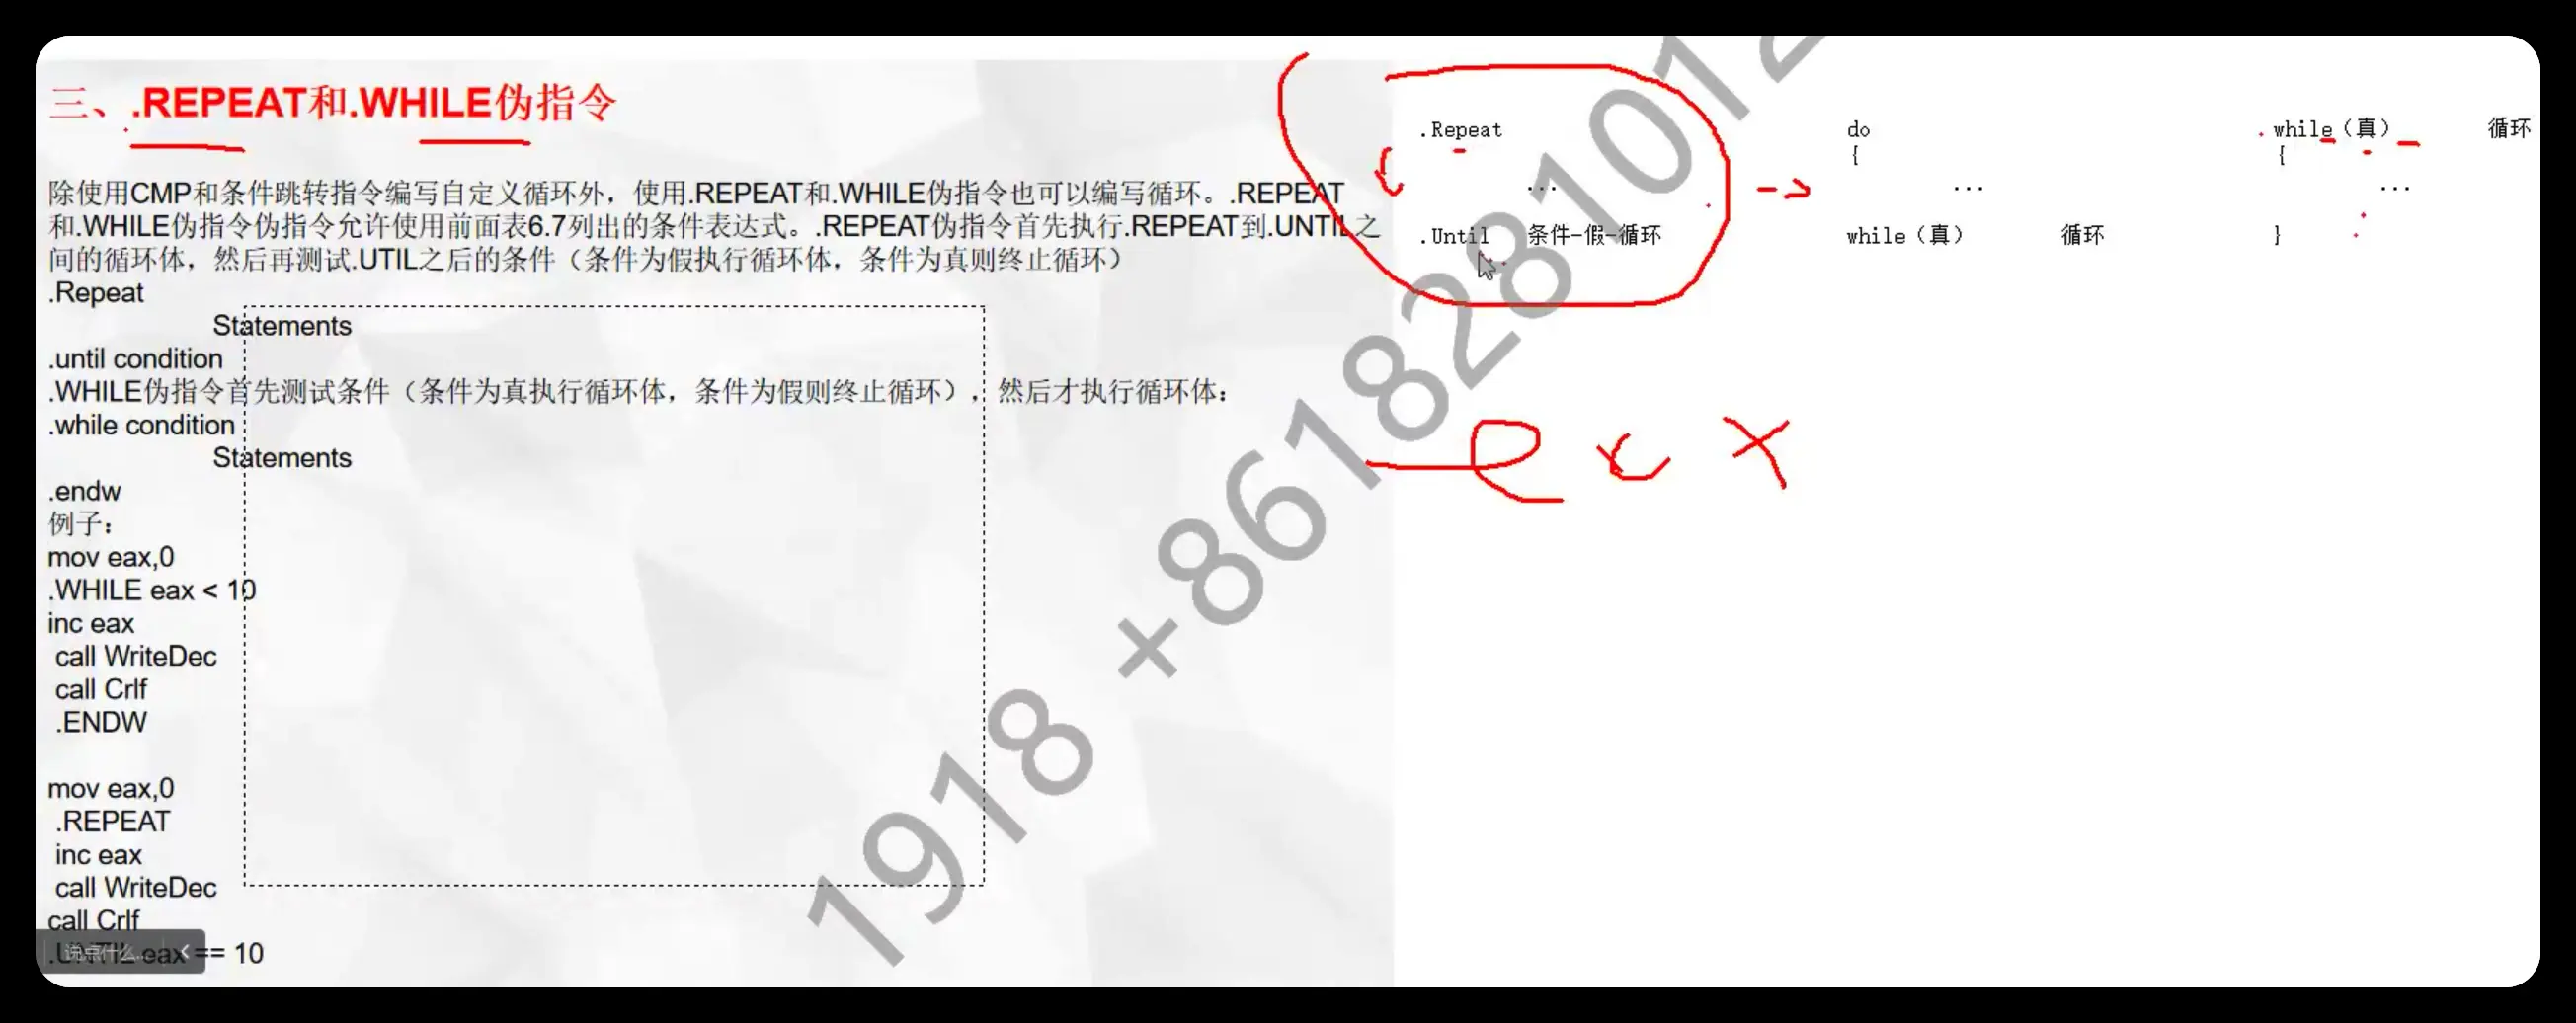 三、.REPEAT和.WHILE伪指令
除使用CMP和条件跳转指令编写自定义循环外，使用.REPEAT和.WHILE伪指令也可以编写循环。.REPEAT
和.WHILE伪指令伪指令允许使用前面表6.7列出的条件表达式。.REPEAT伪指令首先执行.REPEAT到.UNTIL之
间的循环体，然后再测试.UTIL之后的条件（条件为假执行循环体，条件为真则终止循环）
.Repeat
Statements
.until condition
.WHILE伪指令首先测试条件（条件为真执行循环体，条件为假则终止循环），然后才执行循环体：
.while condition
Statements
.endw
例子：
mov eax,0
.WHILE eax < 10
inc eax
call WriteDec
call Crlf
.ENDW
mov eax,0
.REPEAT
inc eax
call WriteDec
call Crlf
.UNTIL eax == 10
说点什么...
.Repeat
...
.Until 条件-假-循环
do
{
...
while（真） 循环
while（真） 循环
{
...
}
ecx
1918 +8618281012